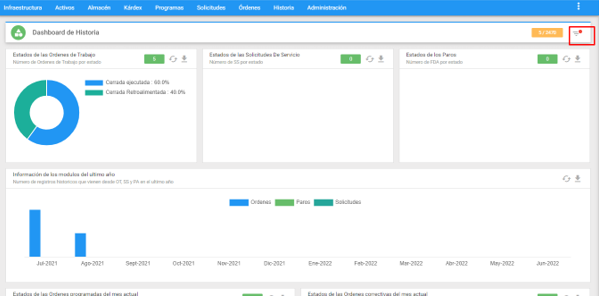 Infraestructura Activos Almacén Kárdex Programas Solicitudes Órdenes Historia Administración
Dashboard de Historia
Estados de las Ordenes de Trabajo
Número de Ordenes de Trabajo por estado
5
Cerrada ejecutada : 60.0%
Cerrada Retroalimentada : 40.0%
Estados de las Solicitudes De Servicio
Número de SS por estado
0
Estados de los Paros
Número de FDA por estado
Información de los modulos del ultimo año
Número de registros historicos que vienen desde OT, SS y PA en el ultimo año
Ordenes Paros Solicitudes
Jul-2021 Ago-2021 Sept-2021 Oct-2021 Nov-2021 Dic-2021 Ene-2022 Feb-2022 Mar-2022 Abr-2022 May-2022 Jun-2022
Estados de las Ordenes programadas del mes actual
Estados de las Ordenes correctivas del mes actual